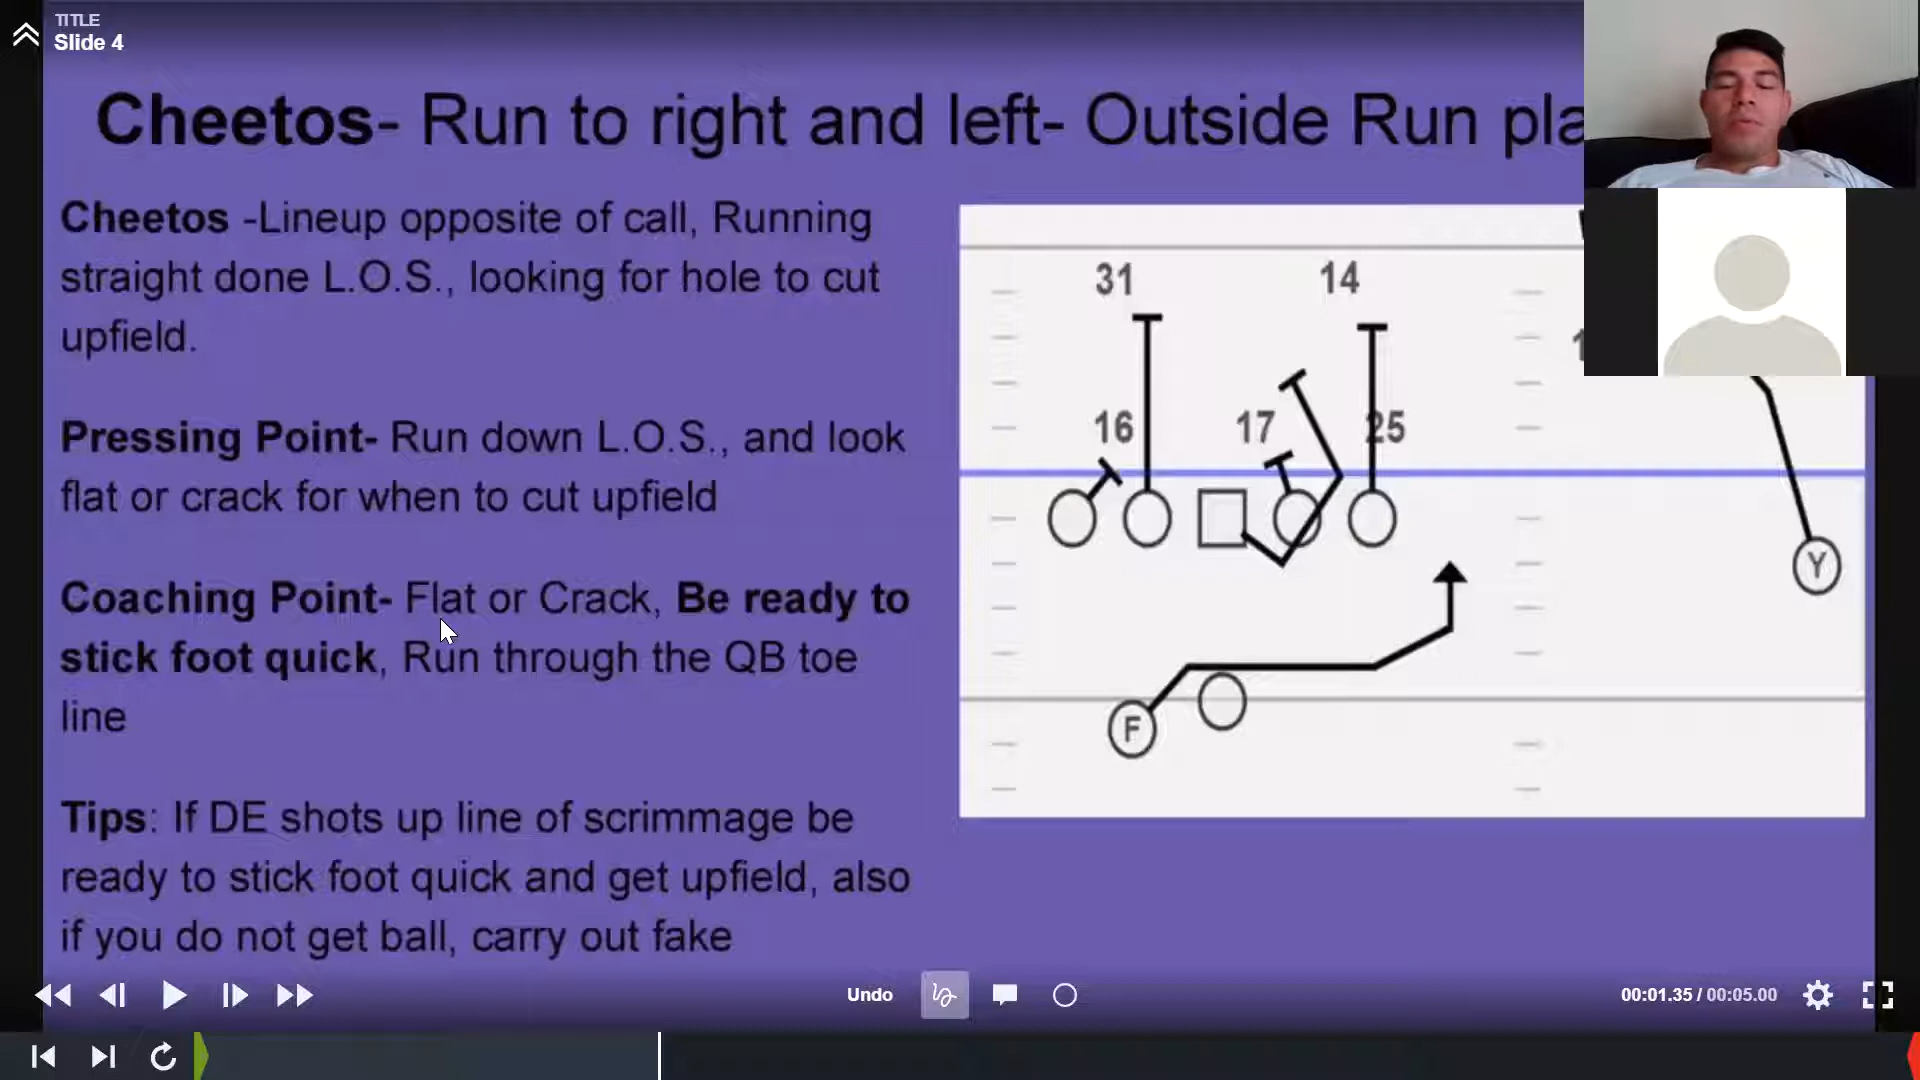 TITLE
Slide 4
Cheetos- Run to right and left- Outside Run
Cheetos -Lineup opposite of call, Running
straight done L.O.S., looking for hole to cut
upfield.
Pressing Point- Run down L.O.S., and look
flat or crack for when to cut upfield
Coaching Point- Flat or Crack, Be ready to
stick foot quick, Run through the QB toe
line
Tips: If DE shots up line of scrimmage be
ready to stick foot quick and get upfield, also
if you do not get ball, carry out fake
31 14
16 17 25
Y
F
Undo
00:01.35 / 00:05.00